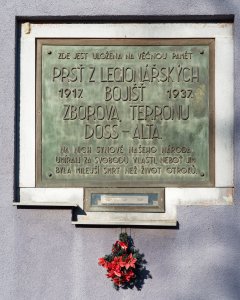 ZDE JEST ULOŽENA NA VĚČNOU PAMĚŤ
PRSŤ Z LEGIONÁŘSKÝCH
1917. BOJIŠŤ 1937.
ZBOROVA, TERRONU
DOSS-ALTA.
NA NICH SYNOVÉ NAŠEHO NÁRODA,
UMÍRALI ZA SVOBODU VLASTI, NEBOŤ JIM
BYLA MILEJŠÍ SMRT NEŽ ŽIVOT OTROKŮ.